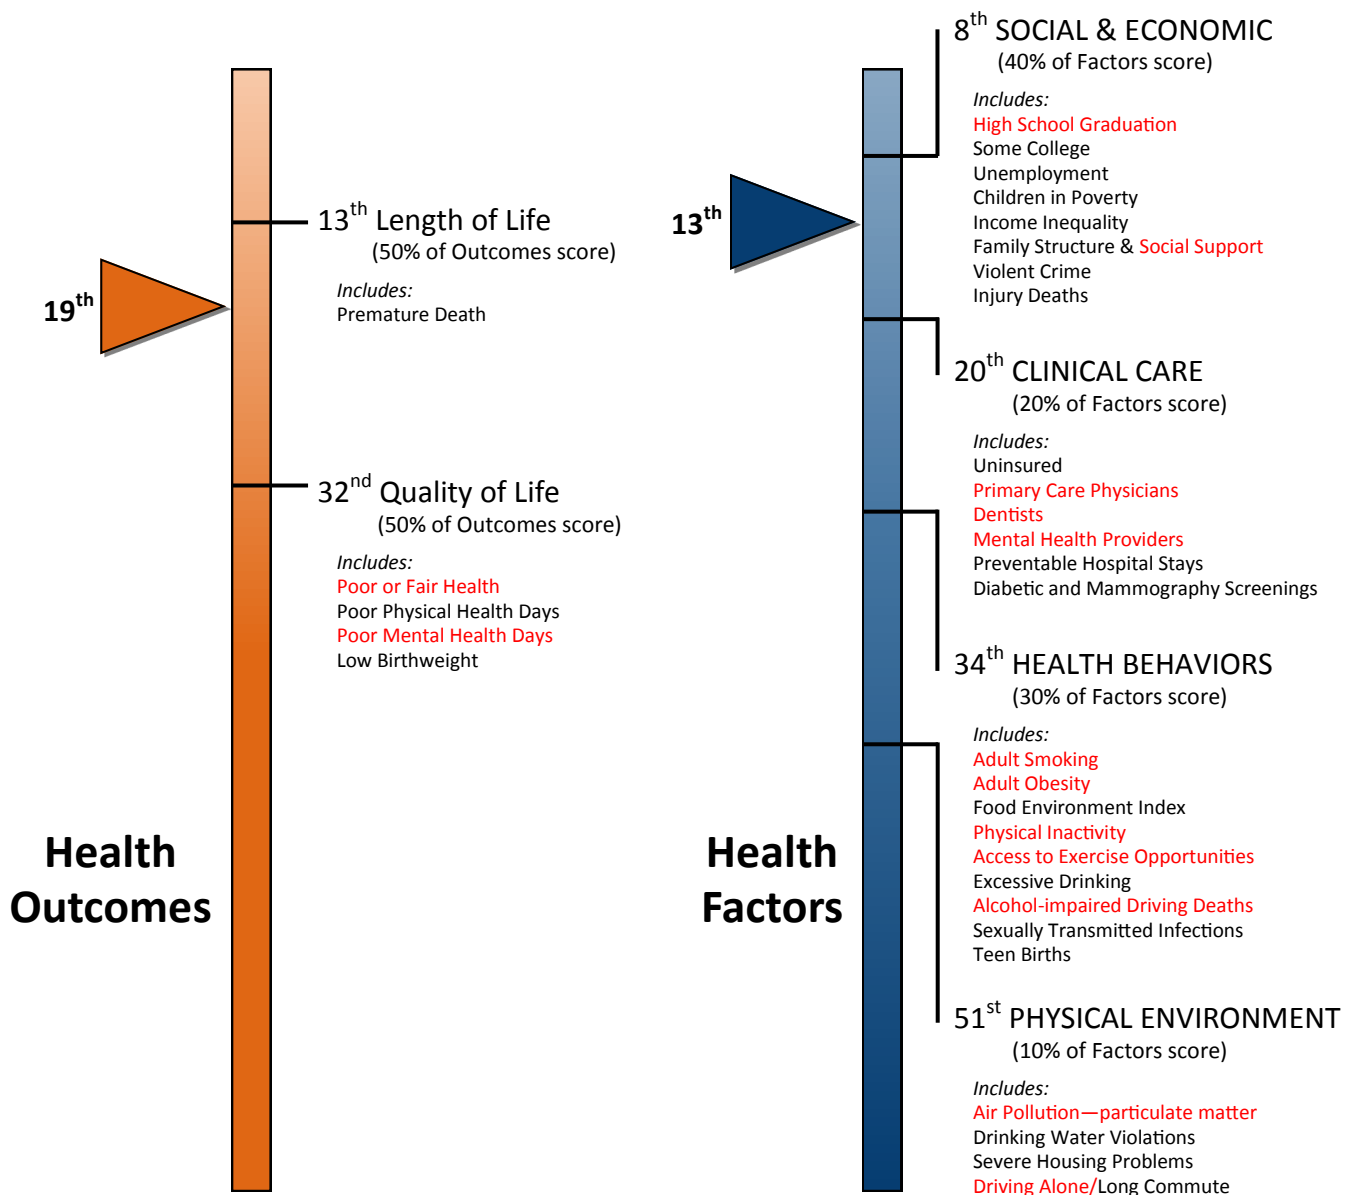 19th
13th Length of Life
(50% of Outcomes score)
Includes:
Premature Death
32nd Quality of Life
(50% of Outcomes score)
Includes:
Poor or Fair Health
Poor Physical Health Days
Poor Mental Health Days
Low Birthweight
Health
Outcomes
13th
8th SOCIAL & ECONOMIC
(40% of Factors score)
Includes:
High School Graduation
Some College
Unemployment
Children in Poverty
Income Inequality
Family Structure & Social Support
Violent Crime
Injury Deaths
20th CLINICAL CARE
(20% of Factors score)
Includes:
Uninsured
Primary Care Physicians
Dentists
Mental Health Providers
Preventable Hospital Stays
Diabetic and Mammography Screenings
34th HEALTH BEHAVIORS
(30% of Factors score)
Includes:
Adult Smoking
Adult Obesity
Food Environment Index
Physical Inactivity
Access to Exercise Opportunities
Excessive Drinking
Alcohol-impaired Driving Deaths
Sexually Transmitted Infections
Teen Births
51st PHYSICAL ENVIRONMENT
(10% of Factors score)
Includes:
Air Pollution—particulate matter
Drinking Water Violations
Severe Housing Problems
Driving Alone/Long Commute
Health
Factors